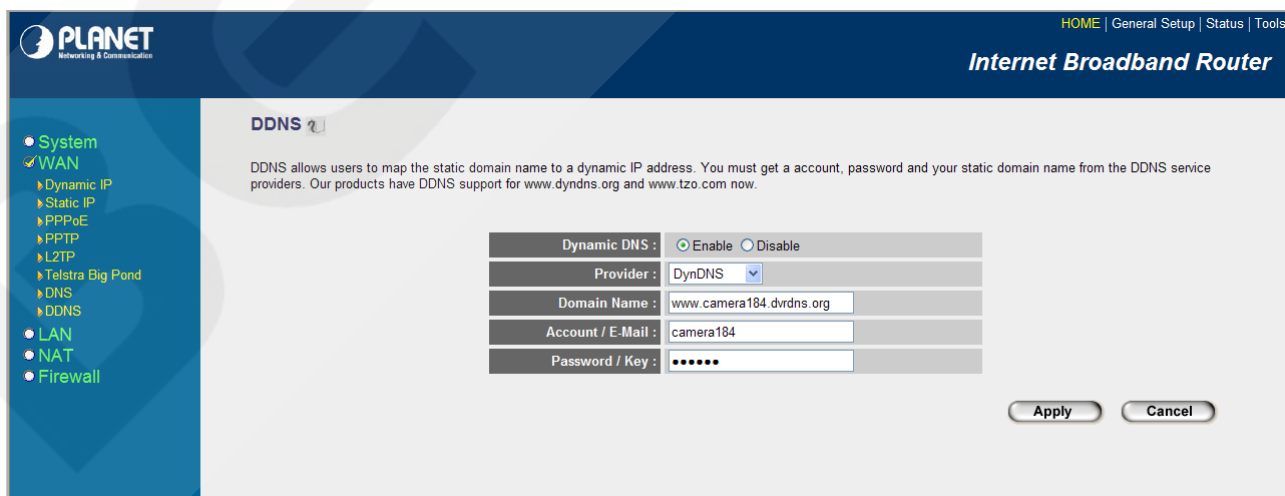 PLANET
Networking & Communication
HOME | General Setup | Status | Tools
Internet Broadband Router
System
WAN
Dynamic IP
Static IP
PPPoE
PPTP
L2TP
Telstra Big Pond
DNS
DDNS
LAN
NAT
Firewall
DDNS
DDNS allows users to map the static domain name to a dynamic IP address. You must get a account, password and your static domain name from the DDNS service
providers. Our products have DDNS support for www.dyndns.org and www.tzo.com now.
Dynamic DNS : Enable Disable
Provider : DynDNS
Domain Name : www.camera184.dvrdns.org
Account / E-Mail : camera184
Password / Key : ●●●●●●
Apply Cancel